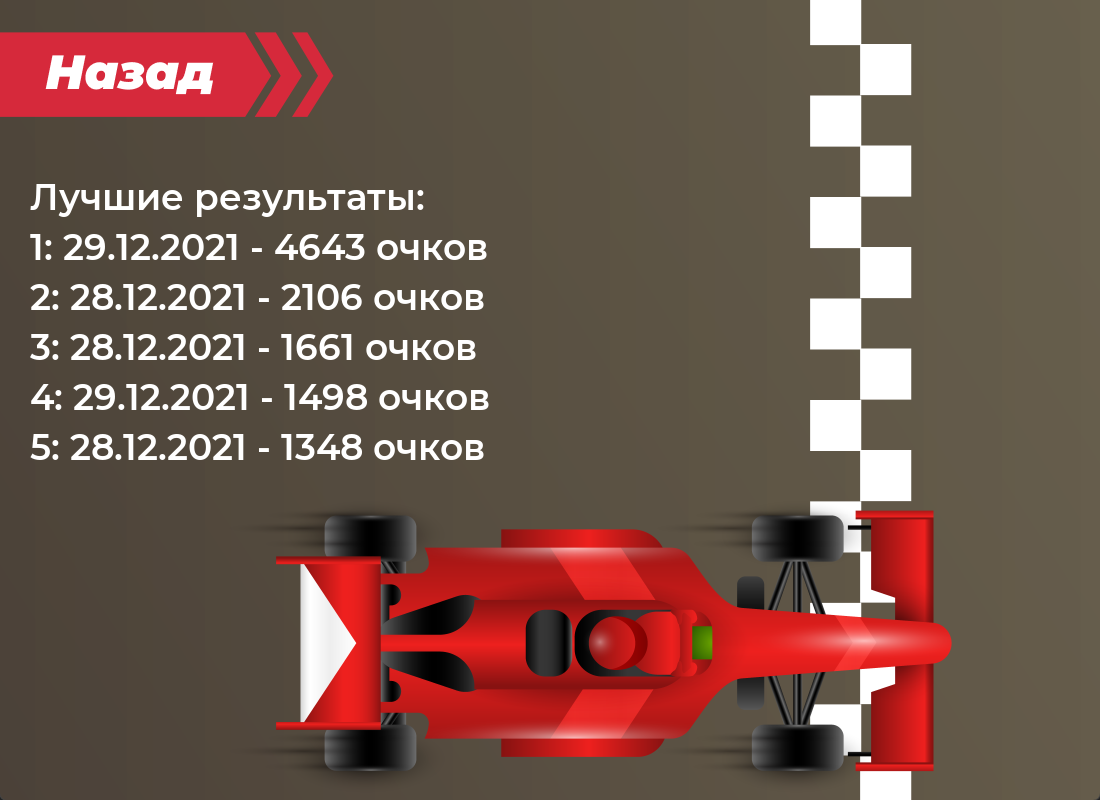 Назад
Лучшие результаты:
1: 29.12.2021 - 4643 очков
2: 28.12.2021 - 2106 очков
3: 28.12.2021 - 1661 очков
4: 29.12.2021 - 1498 очков
5: 28.12.2021 - 1348 очков